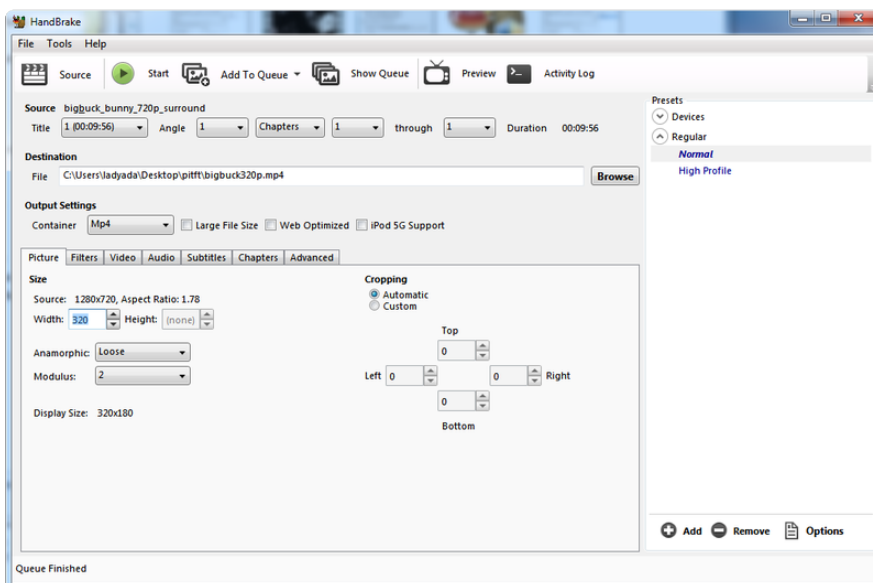 HandBrake
File Tools Help
Source Start Add To Queue Show Queue Preview Activity Log
Source bigbuck_bunny_720p_surround
Title 1 (00:09:56) Angle 1 Chapters 1 through 1 Duration 00:09:56
Destination
File C:\Users\ladyada\Desktop\pitft\bigbuck320p.mp4 Browse
Output Settings
Container Mp4 Large File Size Web Optimized iPod 5G Support
Picture Filters Video Audio Subtitles Chapters Advanced
Size
Source: 1280x720, Aspect Ratio: 1.78
Width: 320 Height: (none)
Anamorphic: Loose
Modulus: 2
Display Size: 320x180
Cropping
Automatic
Custom
Top
0
Left 0 0 Right
0
Bottom
Presets
Devices
Regular
Normal
High Profile
Add Remove Options
Queue Finished